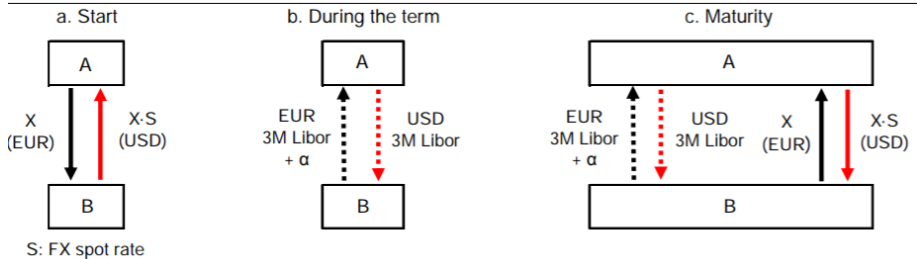 a. Start
A
X
(EUR)
X·S
(USD)
B
S: FX spot rate
b. During the term
A
EUR
3M Libor
+ α
USD
3M Libor
B
c. Maturity
A
EUR
3M Libor
+ α
USD
3M Libor
X
(EUR)
X·S
(USD)
B